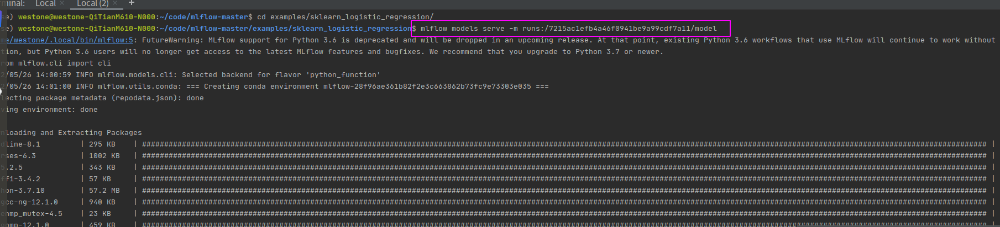 minal: Local × Local (2) × +
se) westone@westone-QiTianM610-N000:~/code/mlflow-master$ cd examples/sklearn_logistic_regression/
se) westone@westone-QiTianM610-N000:~/code/mlflow-master/examples/sklearn_logistic_regression$ mlflow models serve -m runs:/7215ac1efb4a46f0941be9a99cdf7a11/model
me/westone/.local/bin/mlflow:5: FutureWarning: MLflow support for Python 3.6 is deprecated and will be dropped in an upcoming release. At that point, existing Python 3.6 workflows that use MLflow will continue to work without
tion, but Python 3.6 users will no longer get access to the latest MLflow features and bugfixes. We recommend that you upgrade to Python 3.7 or newer.
rom mlflow.cli import cli
2/05/26 14:00:59 INFO mlflow.models.cli: Selected backend for flavor 'python_function'
2/05/26 14:01:00 INFO mlflow.utils.conda: === Creating conda environment mlflow-28f96ae361b82f2e3c663862b73fc9e73303e035 ===
lecting package metadata (repodata.json): done
ving environment: done
nloading and Extracting Packages
dline-8.1 | 295 KB |
rses-6.3 | 1002 KB |
5.2.5 | 343 KB |
ffi-3.4.2 | 57 KB |
hon-3.7.10 | 57.2 MB |
gcc-ng-12.1.0 | 940 KB |
enmp_mutex-4.5 | 23 KB |
gomp-12.1.0 | 459 KB |